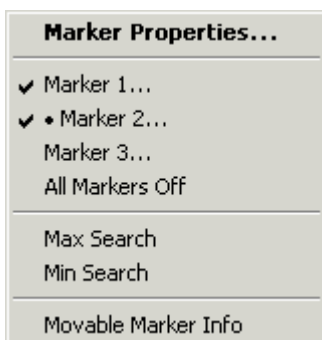 Marker Properties...
✓ Marker 1...
✓ • Marker 2...
Marker 3...
All Markers Off
Max Search
Min Search
Movable Marker Info